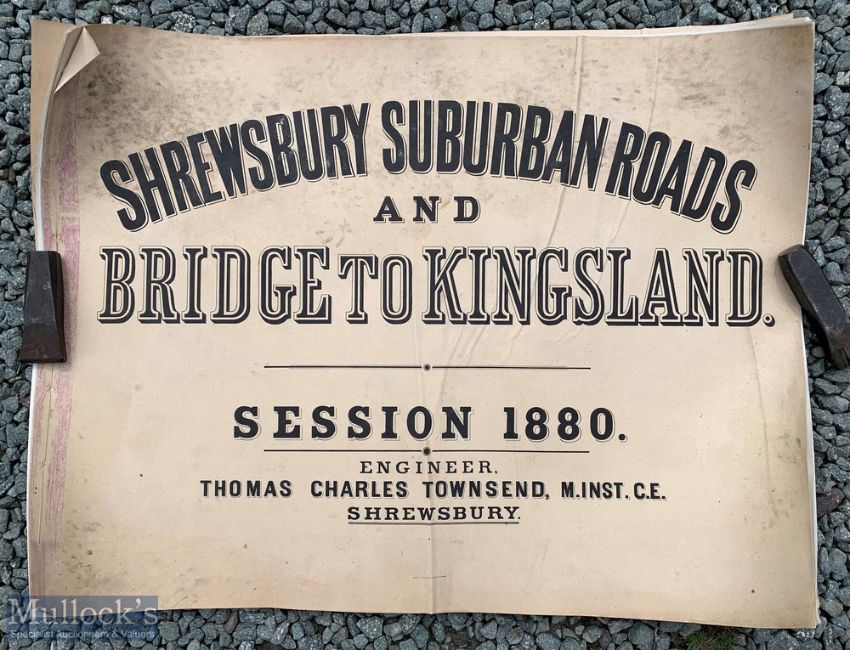 SHREWSBURY SUBURBAN ROADS
AND
BRIDGE TO KINGSLAND.
SESSION 1880.
ENGINEER.
THOMAS CHARLES TOWNSEND, M.INST.C.E.
SHREWSBURY.
Mullock's
Specialist Auctioneers & Valuers